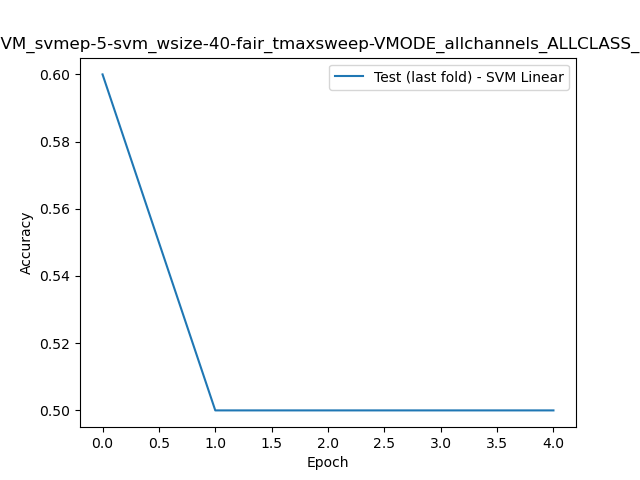 VM_svmep-5-svm_wsize-40-fair_tmaxsweep-VMODE_allchannels_ALLCLASS_
Test (last fold) - SVM Linear
0.60
0.58
0.56
0.54
0.52
0.50
Accuracy
0.0 0.5 1.0 1.5 2.0 2.5 3.0 3.5 4.0
Epoch